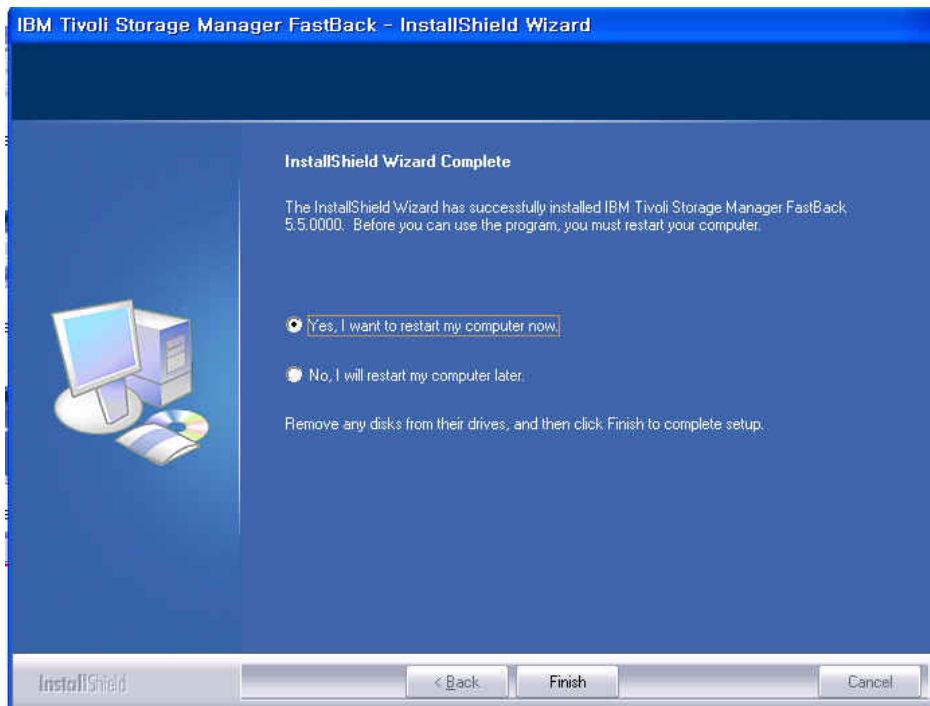 IBM Tivoli Storage Manager FastBack - InstallShield Wizard
InstallShield Wizard Complete
The InstallShield Wizard has successfully installed IBM Tivoli Storage Manager FastBack
5.5.0000. Before you can use the program, you must restart your computer.
Yes, I want to restart my computer now.
No, I will restart my computer later.
Remove any disks from their drives, and then click Finish to complete setup.
InstallShield
< Back
Finish
Cancel